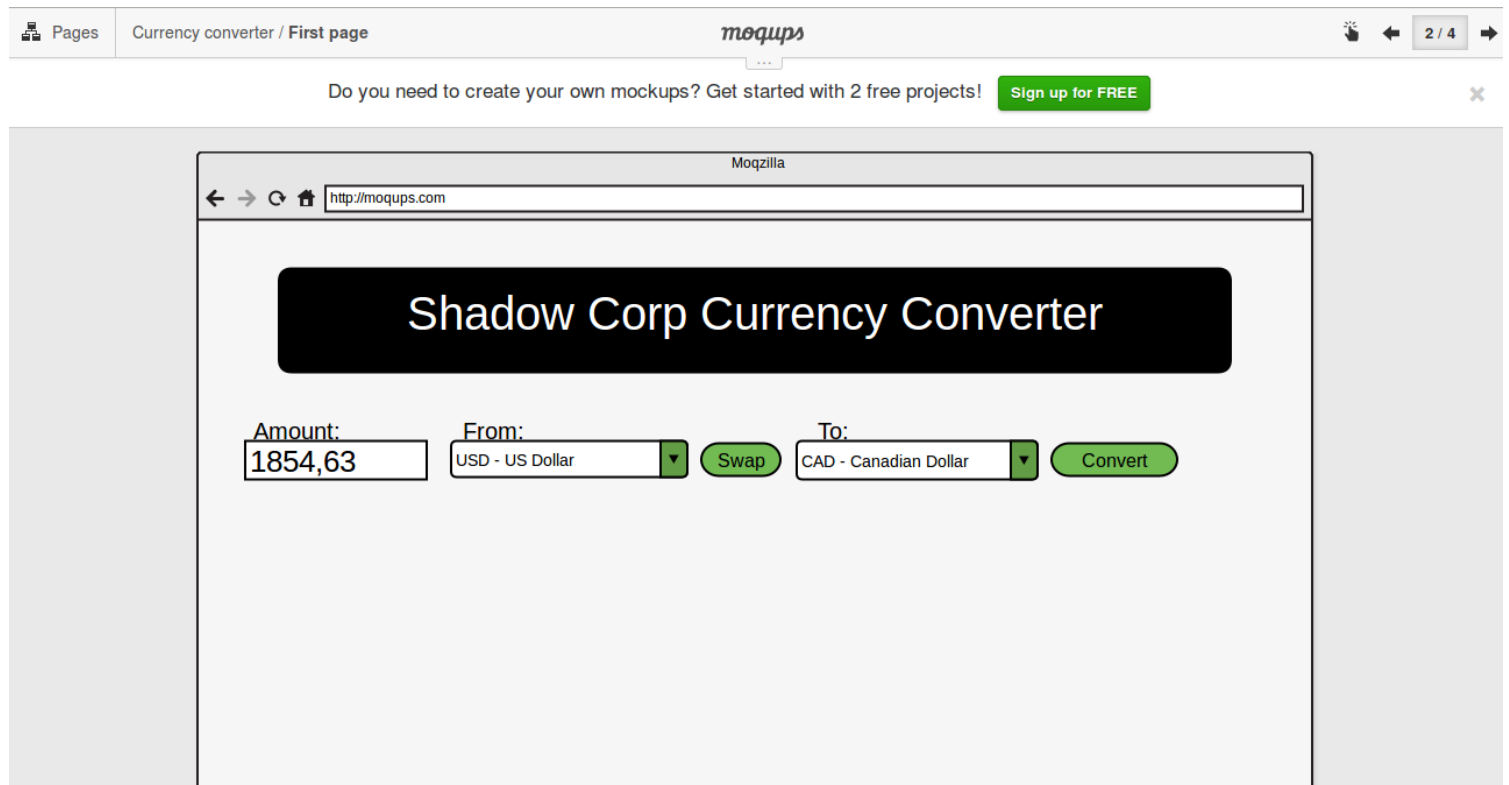 Pages Currency converter / First page moqups 2 / 4
...
Do you need to create your own mockups? Get started with 2 free projects! Sign up for FREE
Moqzilla
http://moqups.com
Shadow Corp Currency Converter
Amount: From: To:
1854,63 USD - US Dollar Swap CAD - Canadian Dollar Convert